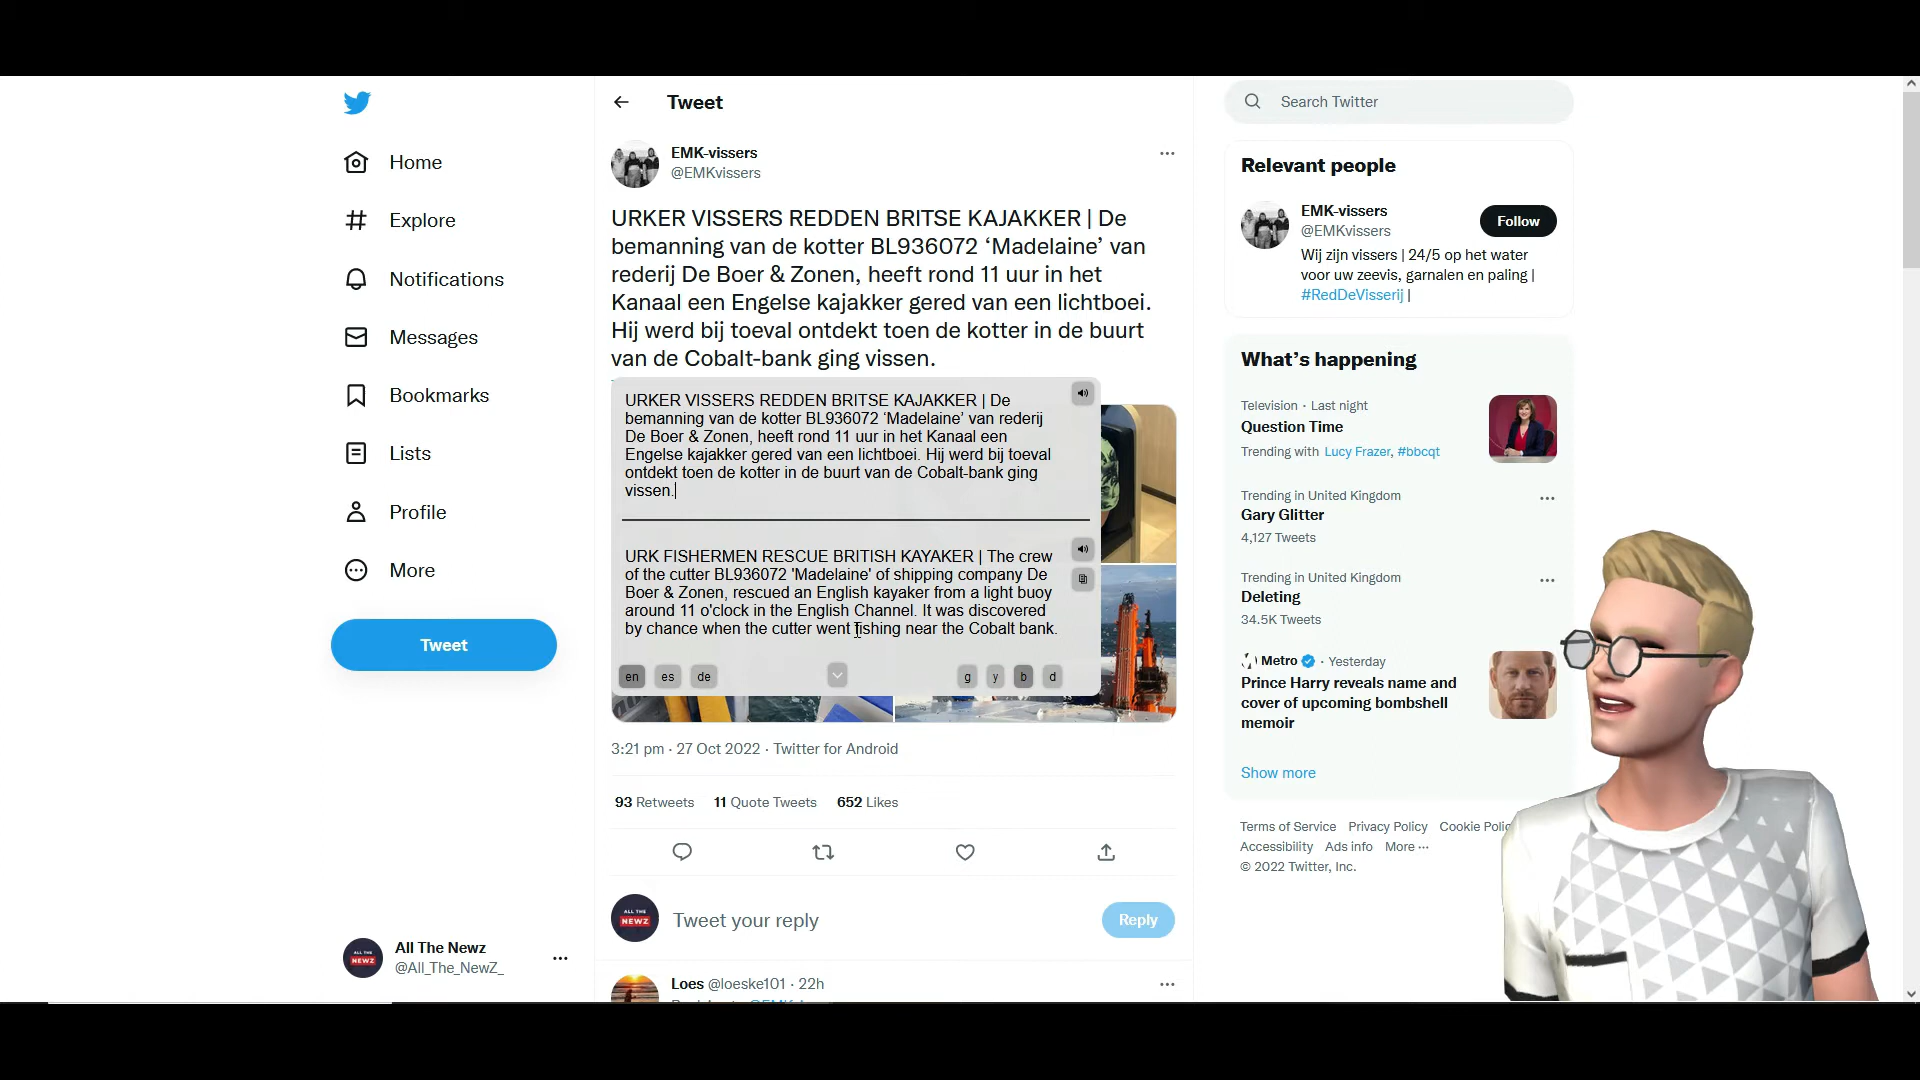 Home
Explore
Notifications
Messages
Bookmarks
Lists
Profile
More
Tweet
All The Newz
@All_The_NewZ_
Tweet
EMK-vissers
@EMKvissers
URKER VISSERS REDDEN BRITSE KAJAKKER | De
bemanning van de kotter BL936072 ‘Madelaine’ van
rederij De Boer & Zonen, heeft rond 11 uur in het
Kanaal een Engelse kajakker gered van een lichtboei.
Hij werd bij toeval ontdekt toen de kotter in de buurt
van de Cobalt-bank ging vissen.
URKER VISSERS REDDEN BRITSE KAJAKKER | De
bemanning van de kotter BL936072 ‘Madelaine’ van rederij
De Boer & Zonen, heeft rond 11 uur in het Kanaal een
Engelse kajakker gered van een lichtboei. Hij werd bij toeval
ontdekt toen de kotter in de buurt van de Cobalt-bank ging
vissen.
URK FISHERMEN RESCUE BRITISH KAYAKER | The crew
of the cutter BL936072 'Madelaine' of shipping company De
Boer & Zonen, rescued an English kayaker from a light buoy
around 11 o'clock in the English Channel. It was discovered
by chance when the cutter went fishing near the Cobalt bank.
en es de g y b d
3:21 pm · 27 Oct 2022 · Twitter for Android
93 Retweets 11 Quote Tweets 652 Likes
ALL THE
NEWZ
Tweet your reply
Reply
Loes @loeske101 · 22h
Search Twitter
Relevant people
EMK-vissers
@EMKvissers
Follow
Wij zijn vissers | 24/5 op het water
voor uw zeevis, garnalen en paling |
#RedDeVisserij |
What’s happening
Television · Last night
Question Time
Trending with Lucy Frazer, #bbcqt
Trending in United Kingdom
Gary Glitter
4,127 Tweets
Trending in United Kingdom
Deleting
34.5K Tweets
Metro · Yesterday
Prince Harry reveals name and
cover of upcoming bombshell
memoir
Show more
Terms of Service Privacy Policy Cookie
Accessibility Ads info More
© 2022 Twitter, Inc.